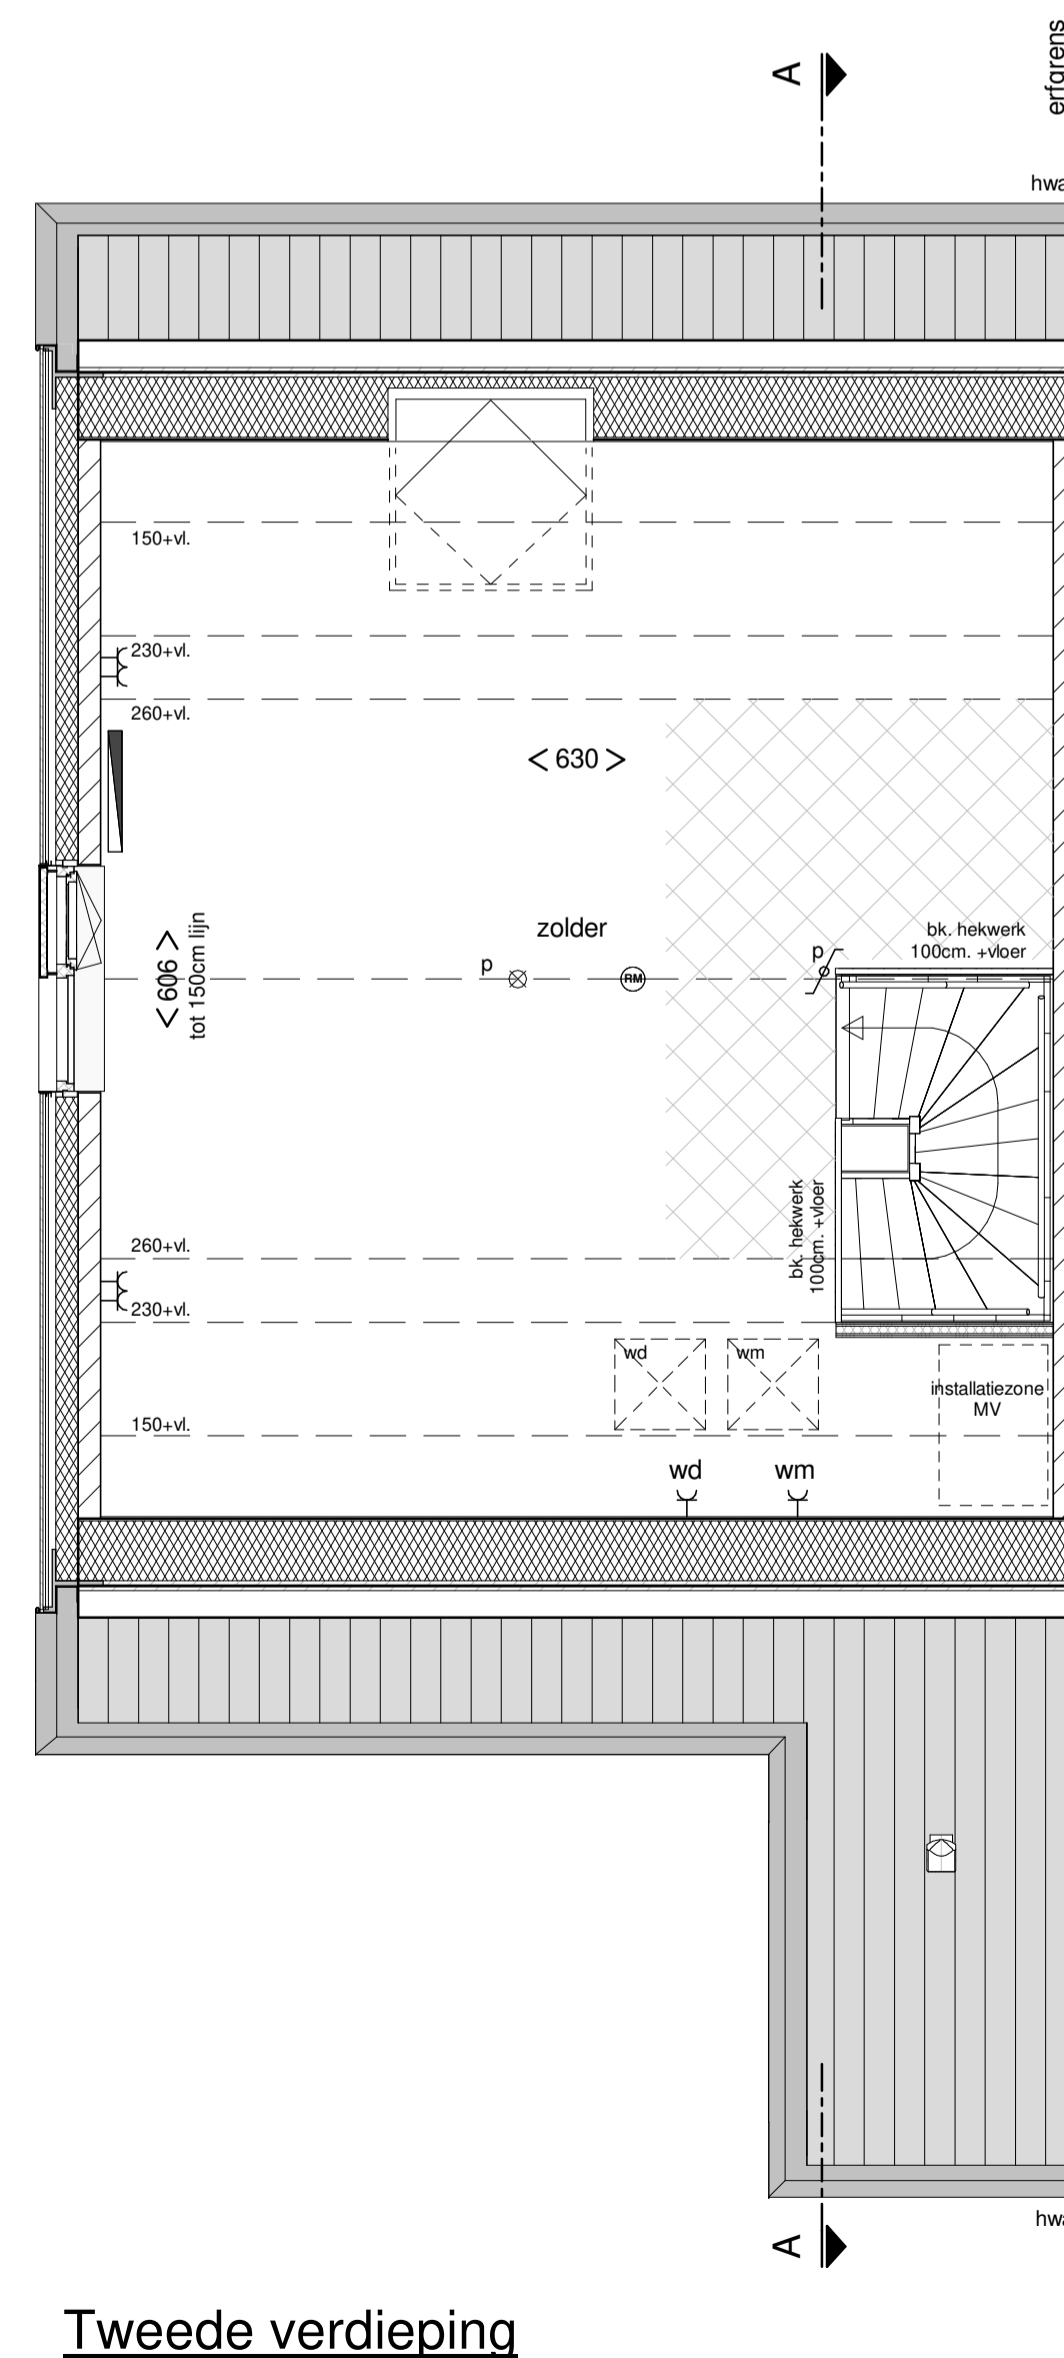 A
erfgrens
hwa
150+vl.
230+vl.
260+vl.
< 630 >
zolder
bk. hekwerk
100cm. +vloer
p
p
RM
< 606 >
tot 150cm lijn
bk. hekwerk
100cm. +vloer
260+vl.
230+vl.
wd
wm
installatiezone
MV
150+vl.
wd
wm
hwa
A
Tweede verdieping